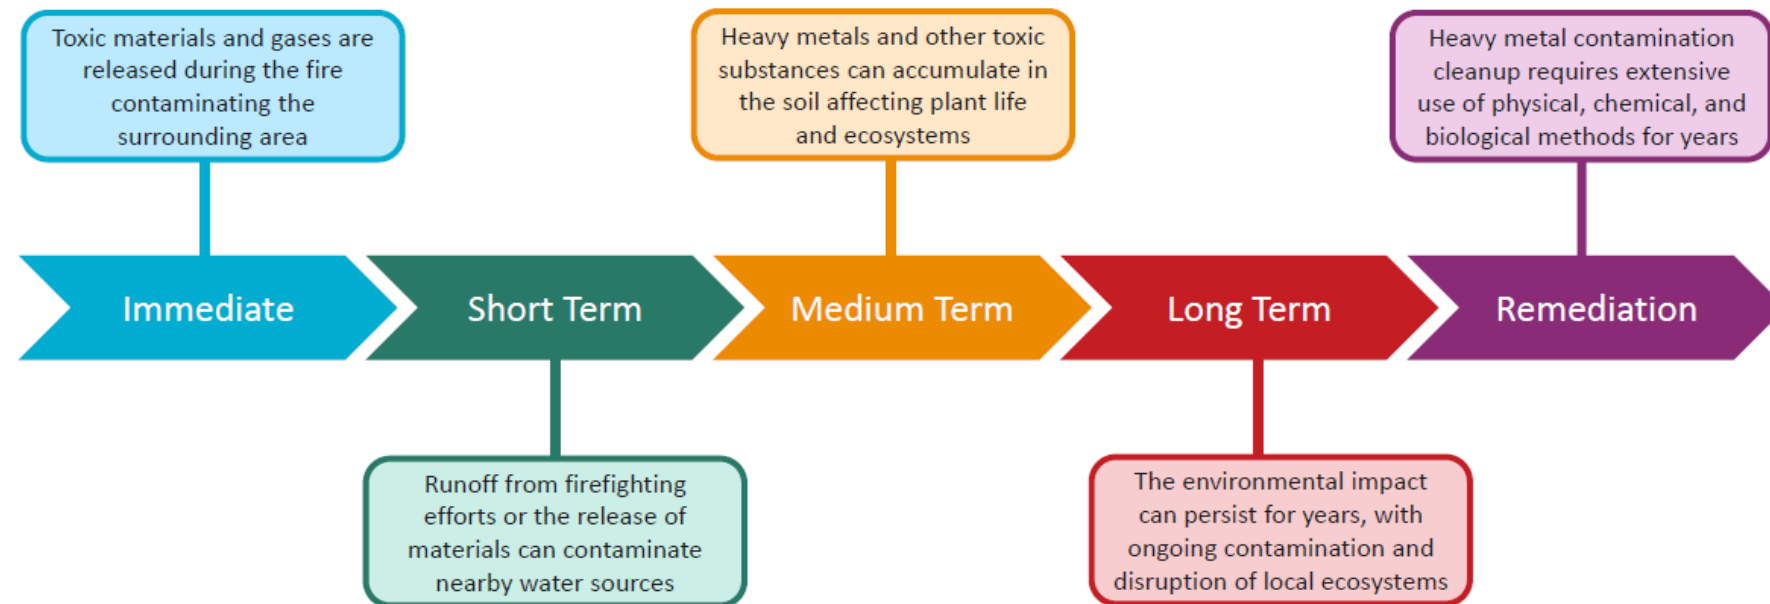 Toxic materials and gases are
released during the fire
contaminating the
surrounding area
Heavy metals and other toxic
substances can accumulate in
the soil affecting plant life
and ecosystems
Heavy metal contamination
cleanup requires extensive
use of physical, chemical, and
biological methods for years
Immediate
Short Term
Medium Term
Long Term
Remediation
Runoff from firefighting
efforts or the release of
materials can contaminate
nearby water sources
The environmental impact
can persist for years, with
ongoing contamination and
disruption of local ecosystems